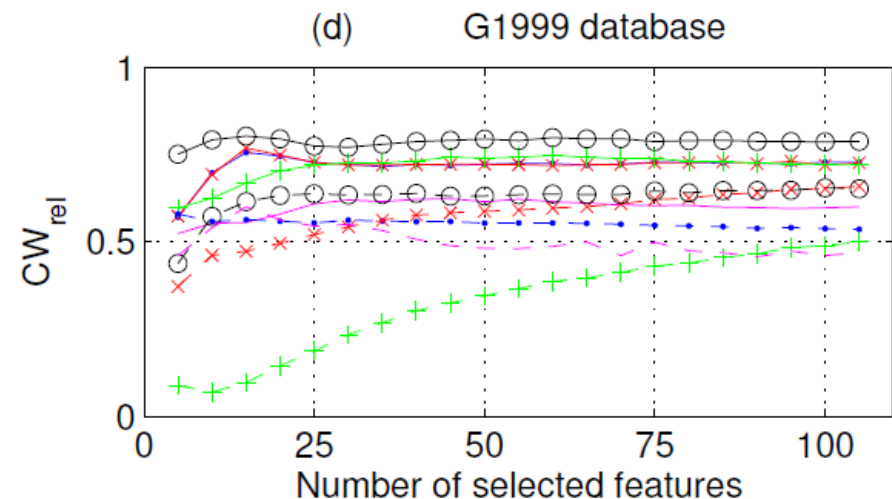 (d) G1999 database
1
0.5
0
CW_rel
0 25 50 75 100
Number of selected features